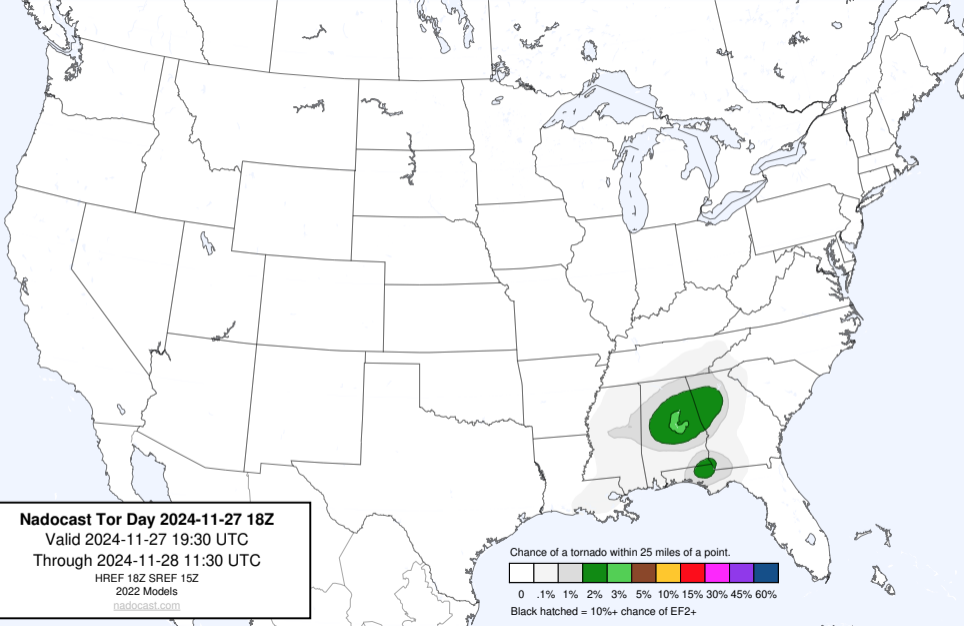 Nadocast Tor Day 2024-11-27 18Z
Valid 2024-11-27 19:30 UTC
Through 2024-11-28 11:30 UTC
HREF 18Z SREF 15Z
2022 Models
nadocast.com
Chance of a tornado within 25 miles of a point.
0 .1% 1% 2% 3% 5% 10% 15% 30% 45% 60%
Black hatched = 10%+ chance of EF2+